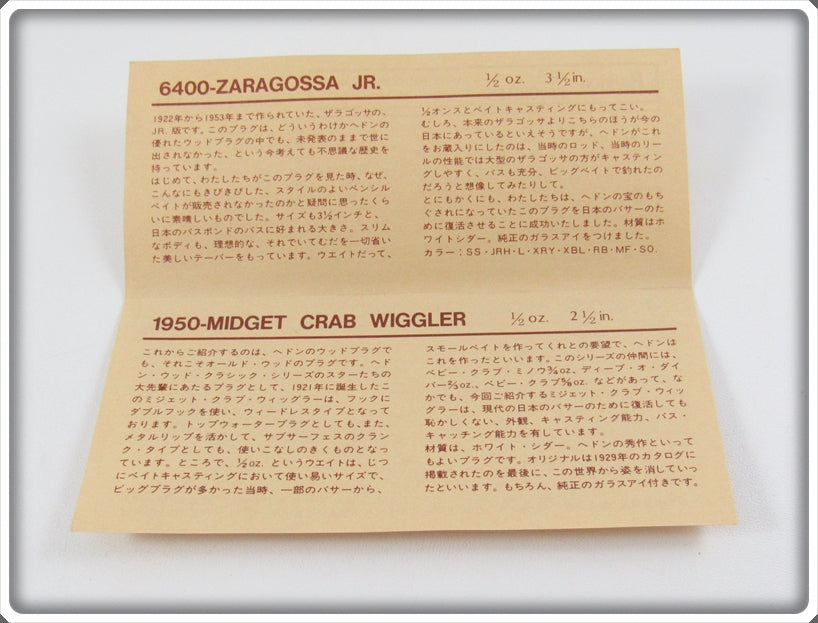 6400-ZARAGOSSA JR. ½ oz. 3 ½in.
1922年から1953年まで作られていた、ザラゴッサの、
JR. 版です。このプラグは、どういうわけかヘドンの
優れたウッドプラグの中でも、未発表のままで世に
出されなかった、という今考えても不思議な歴史を
持っています。
はじめて、わたしたちがこのプラグを見た時、なぜ、
こんなにもきびきびした、スタイルのよいペンシル
ベイトが販売されなかったのかと疑問に思ったくら
いに素晴しいものでした。サイズも3½インチと、
日本のバスポンドのバスに好まれる大きさ。スリム
なボディも、理想的な、それでいてむだを一切省い
た美しいテーパーをもっています。ウエイトだって、
½オンスとベイトキャスティングにもってこい。
むしろ、本来のザラゴッサよりこちらのほうが今の
日本にあっているといえそうですが、ヘドンがこれ
をお蔵入りにしたのは、当時のロッド、当時のリー
ルの性能では大型のザラゴッサの方がキャスティン
グしやすく、バスも充分、ビッグベイトで釣れたの
だろうと想像してみたりして。
とにもかくにも、わたしたちは、ヘドンの宝のもち
ぐされになっていたこのプラグを日本のバサーのた
めに復活させることに成功いたしました。材質はホ
ワイトシダー。純正のガラスアイをつけました。
カラー：SS・JRH・L・XRY・XBL・RB・MF・SO.
1950-MIDGET CRAB WIGGLER ½ oz. 2 ½in.
これからご紹介するのは、ヘドンのウッドプラグで
も、それこそオールド・ウッドのプラグです。ヘド
ン・ウッド・クラシック・シリーズのスターたちの
大先輩にあたるプラグとして、1921年に誕生したこ
のミジェット・クラブ・ウィッグラーは、フックに
ダブルフックを使い、ウィードレスタイプとなって
おります。トップウォータープラグとしても、また、
メタルリップを活かして、サブサーフェスのクラン
ク・タイプとしても、使いこなしのきくものとなっ
ています。ところで、½oz. というウエイトは、じつ
にベイトキャスティングにおいて使い易いサイズで、
ビッグプラグが多かった当時、一部のバサーから、
スモールベイトを作ってくれとの要望で、ヘドンは
これを作ったといいます。このシリーズの仲間には、
ベビー・クラブ・ミノウ¾oz. ディープ・オ・ダイ
バー⅔oz. ベビー・クラブ⅝oz. などがあって、な
かでも、今回ご紹介するミジェット・クラブ・ウィッ
グラーは、現代の日本のバサーのために復活しても
恥かしくない、外観、キャスティング能力、バス・
キャッチング能力を有しています。
材質は、ホワイト・シダー。ヘドンの秀作といって
もよいプラグです。オリジナルは1929年のカタログに
掲載されたのを最後に、この世界から姿を消していっ
たといいます。もちろん、純正のガラスアイ付きです。